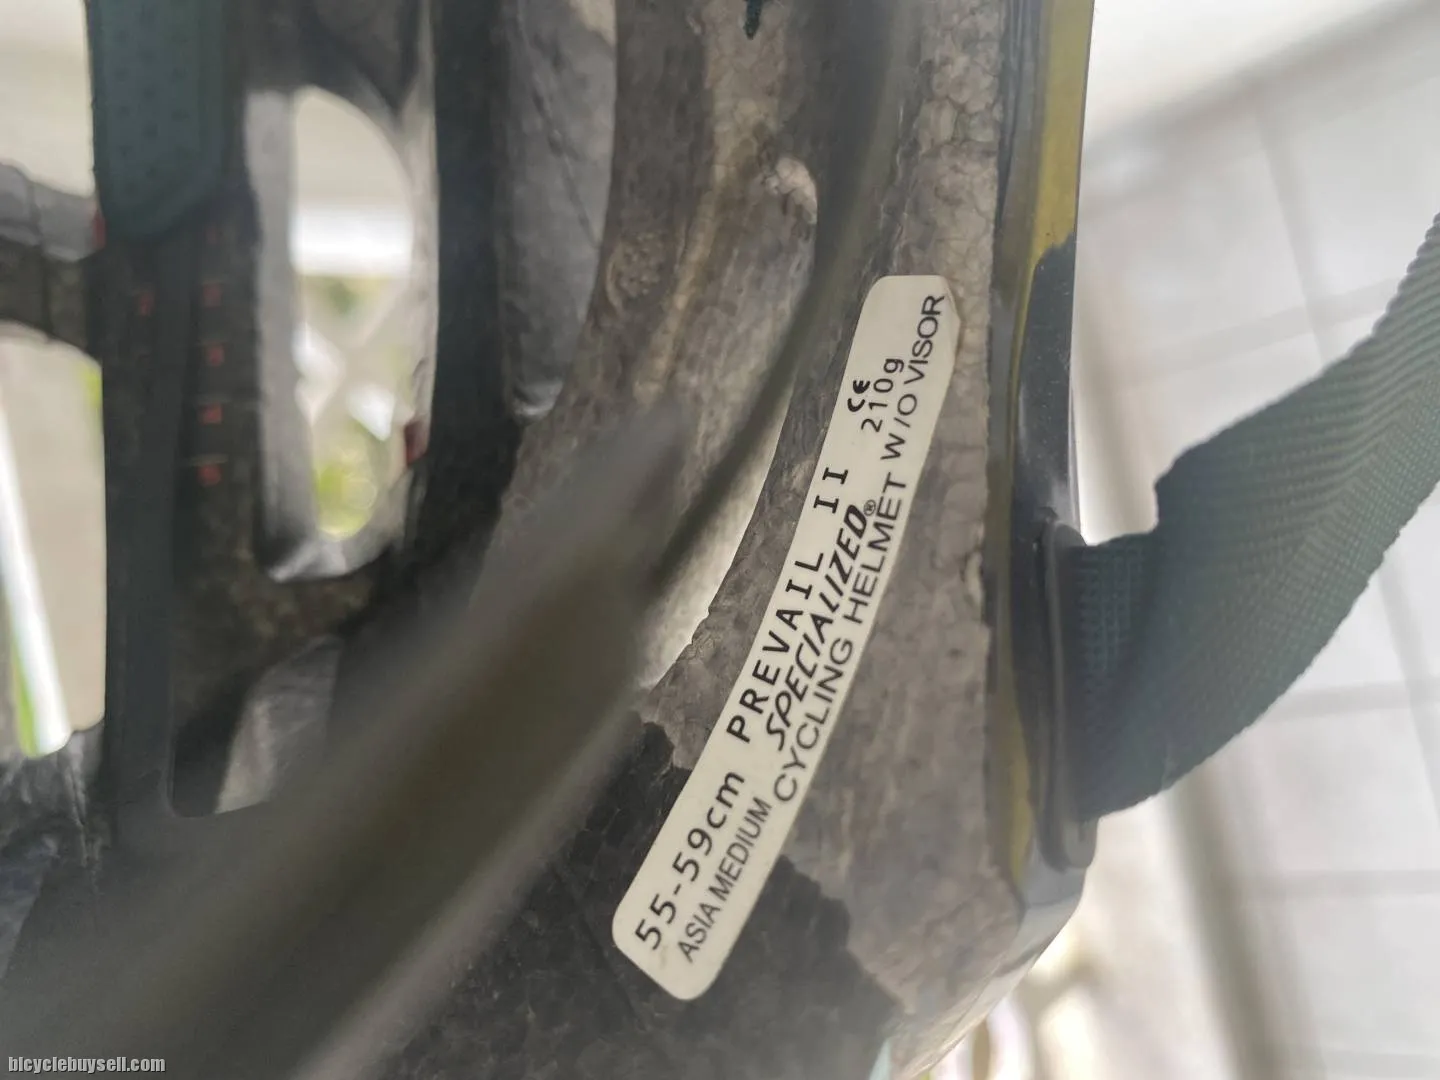 55-59cm PREVAIL II CE
ASIA MEDIUM SPECIALIZED® 210g
CYCLING HELMET W/O VISOR
bicyclebuysell.com